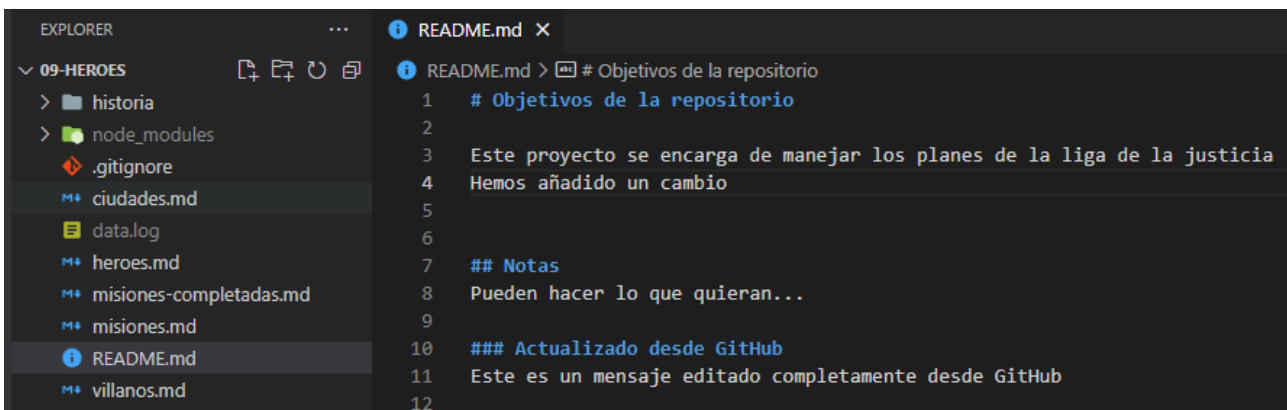 EXPLORER
···
README.md
09-HEROES
README.md > # Objetivos de la repositorio
historia
node_modules
.gitignore
ciudades.md
data.log
heroes.md
misiones-completadas.md
misiones.md
README.md
villanos.md
1 # Objetivos de la repositorio
2
3 Este proyecto se encarga de manejar los planes de la liga de la justicia
4 Hemos añadido un cambio
5
6
7 ## Notas
8 Pueden hacer lo que quieran...
9
10 ### Actualizado desde GitHub
11 Este es un mensaje editado completamente desde GitHub
12